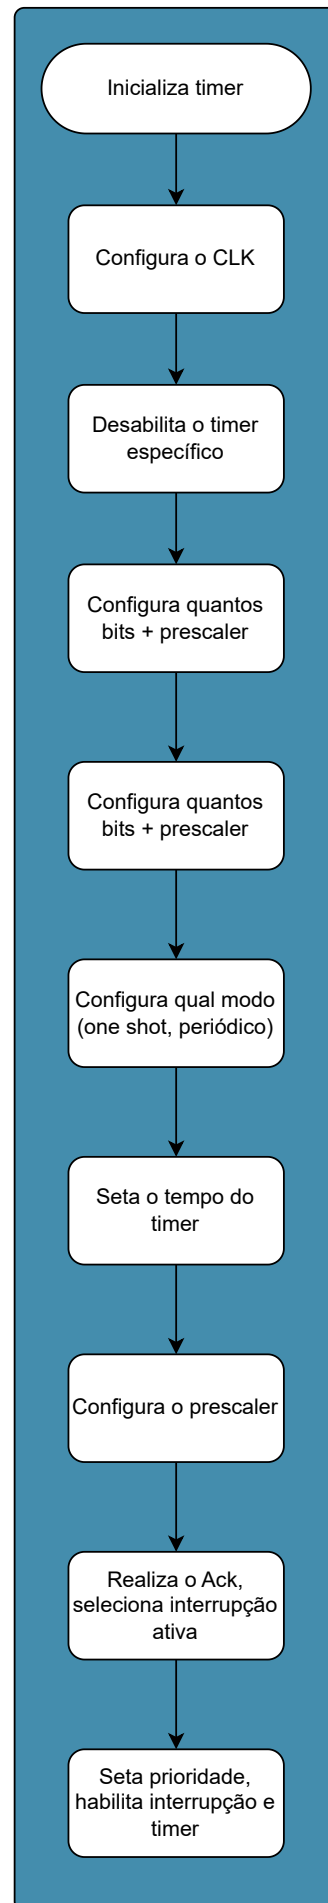 Inicializa timer
Configura o CLK
Desabilita o timer
específico
Configura quantos
bits + prescaler
Configura quantos
bits + prescaler
Configura qual modo
(one shot, periódico)
Seta o tempo do
timer
Configura o prescaler
Realiza o Ack,
seleciona interrupção
ativa
Seta prioridade,
habilita interrupção e
timer